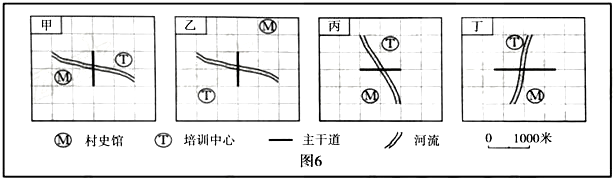 甲 乙 丙 丁
T M T T
M T M M
M 村史馆 T 培训中心 主干道 河流 0 1000米
图6